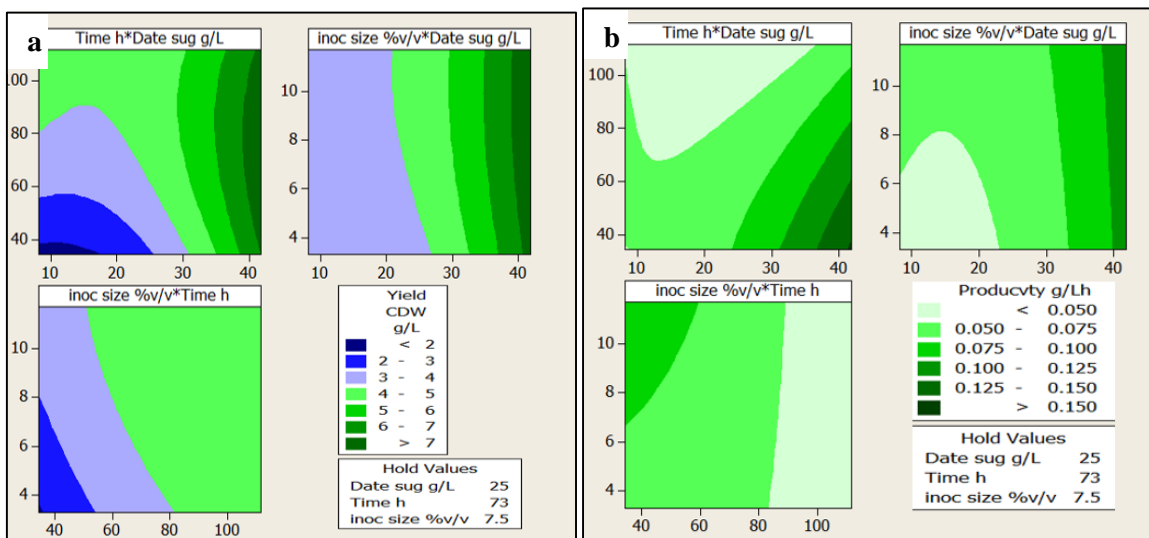 a
Time h*Date sug g/L
00
80
60
40
10 20 30 40
inoc size %v/v*Date sug g/L
10
8
6
4
10 20 30 40
inoc size %v/v*Time h
10
8
6
4
40 60 80 100
Yield
CDW
g/L
< 2
2 - 3
3 - 4
4 - 5
5 - 6
6 - 7
> 7
Hold Values
Date sug g/L 25
Time h 73
inoc size %v/v 7.5
b
Time h*Date sug g/L
100
80
60
40
10 20 30 40
inoc size %v/v*Date sug g/L
10
8
6
4
10 20 30 40
inoc size %v/v*Time h
10
8
6
4
40 60 80 100
Producvty g/Lh
< 0.050
0.050 - 0.075
0.075 - 0.100
0.100 - 0.125
0.125 - 0.150
> 0.150
Hold Values
Date sug g/L 25
Time h 73
inoc size %v/v 7.5